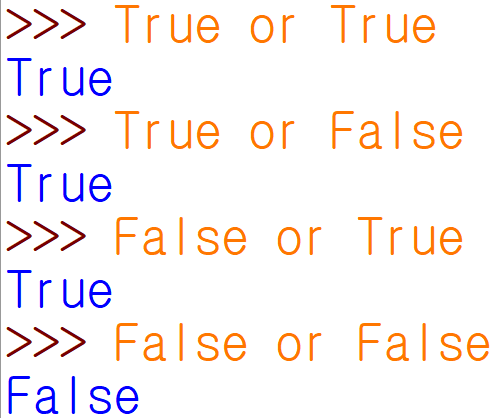 >>> True or True
True
>>> True or False
True
>>> False or True
True
>>> False or False
False